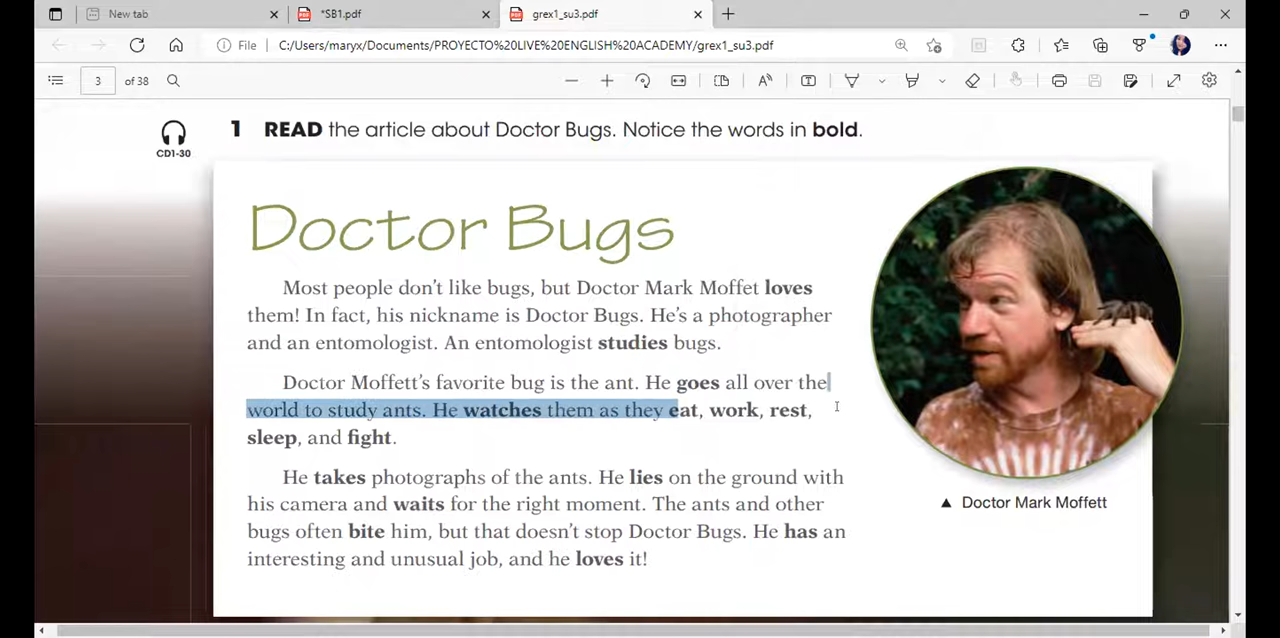 New tab
*SB1.pdf
grex1_su3.pdf
File C:/Users/maryx/Documents/PROYECTO%20LIVE%20ENGLISH%20ACADEMY/grex1_su3.pdf
3 of 38
CD1-30
1 READ the article about Doctor Bugs. Notice the words in bold.
Doctor Bugs
Most people don't like bugs, but Doctor Mark Moffet loves
them! In fact, his nickname is Doctor Bugs. He's a photographer
and an entomologist. An entomologist studies bugs.
Doctor Moffett's favorite bug is the ant. He goes all over the
world to study ants. He watches them as they eat, work, rest,
sleep, and fight.
He takes photographs of the ants. He lies on the ground with
his camera and waits for the right moment. The ants and other
bugs often bite him, but that doesn't stop Doctor Bugs. He has an
interesting and unusual job, and he loves it!
▲ Doctor Mark Moffett